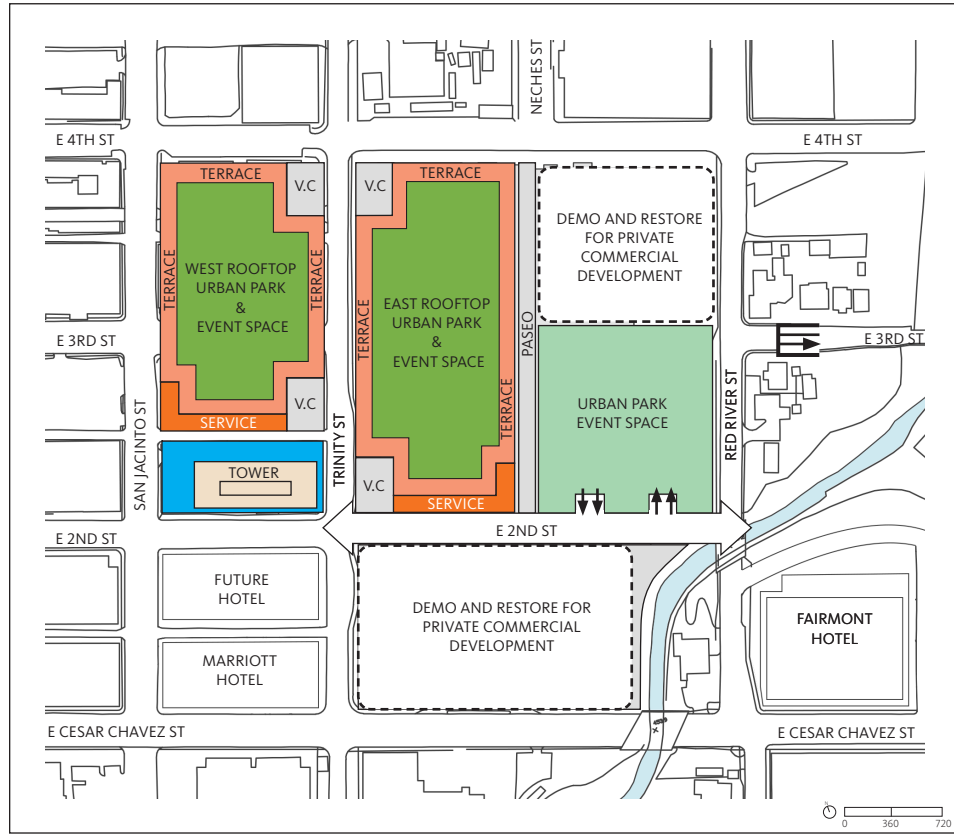 NECHES ST
E 4TH ST
E 4TH ST
TERRACE
V.C
V.C
TERRACE
DEMO AND RESTORE
FOR PRIVATE
COMMERCIAL
DEVELOPMENT
TERRACE
WEST ROOFTOP
URBAN PARK
&
EVENT SPACE
TERRACE
TERRACE
EAST ROOFTOP
URBAN PARK
&
EVENT SPACE
TERRACE
PASEO
E 3RD ST
E 3RD ST
URBAN PARK
EVENT SPACE
SAN JACINTO ST
V.C
SERVICE
TRINITY ST
RED RIVER ST
TOWER
V.C
SERVICE
E 2ND ST
E 2ND ST
FUTURE
HOTEL
DEMO AND RESTORE FOR
PRIVATE COMMERCIAL
DEVELOPMENT
FAIRMONT
HOTEL
MARRIOTT
HOTEL
E CESAR CHAVEZ ST
E CESAR CHAVEZ ST
N
0 360 720